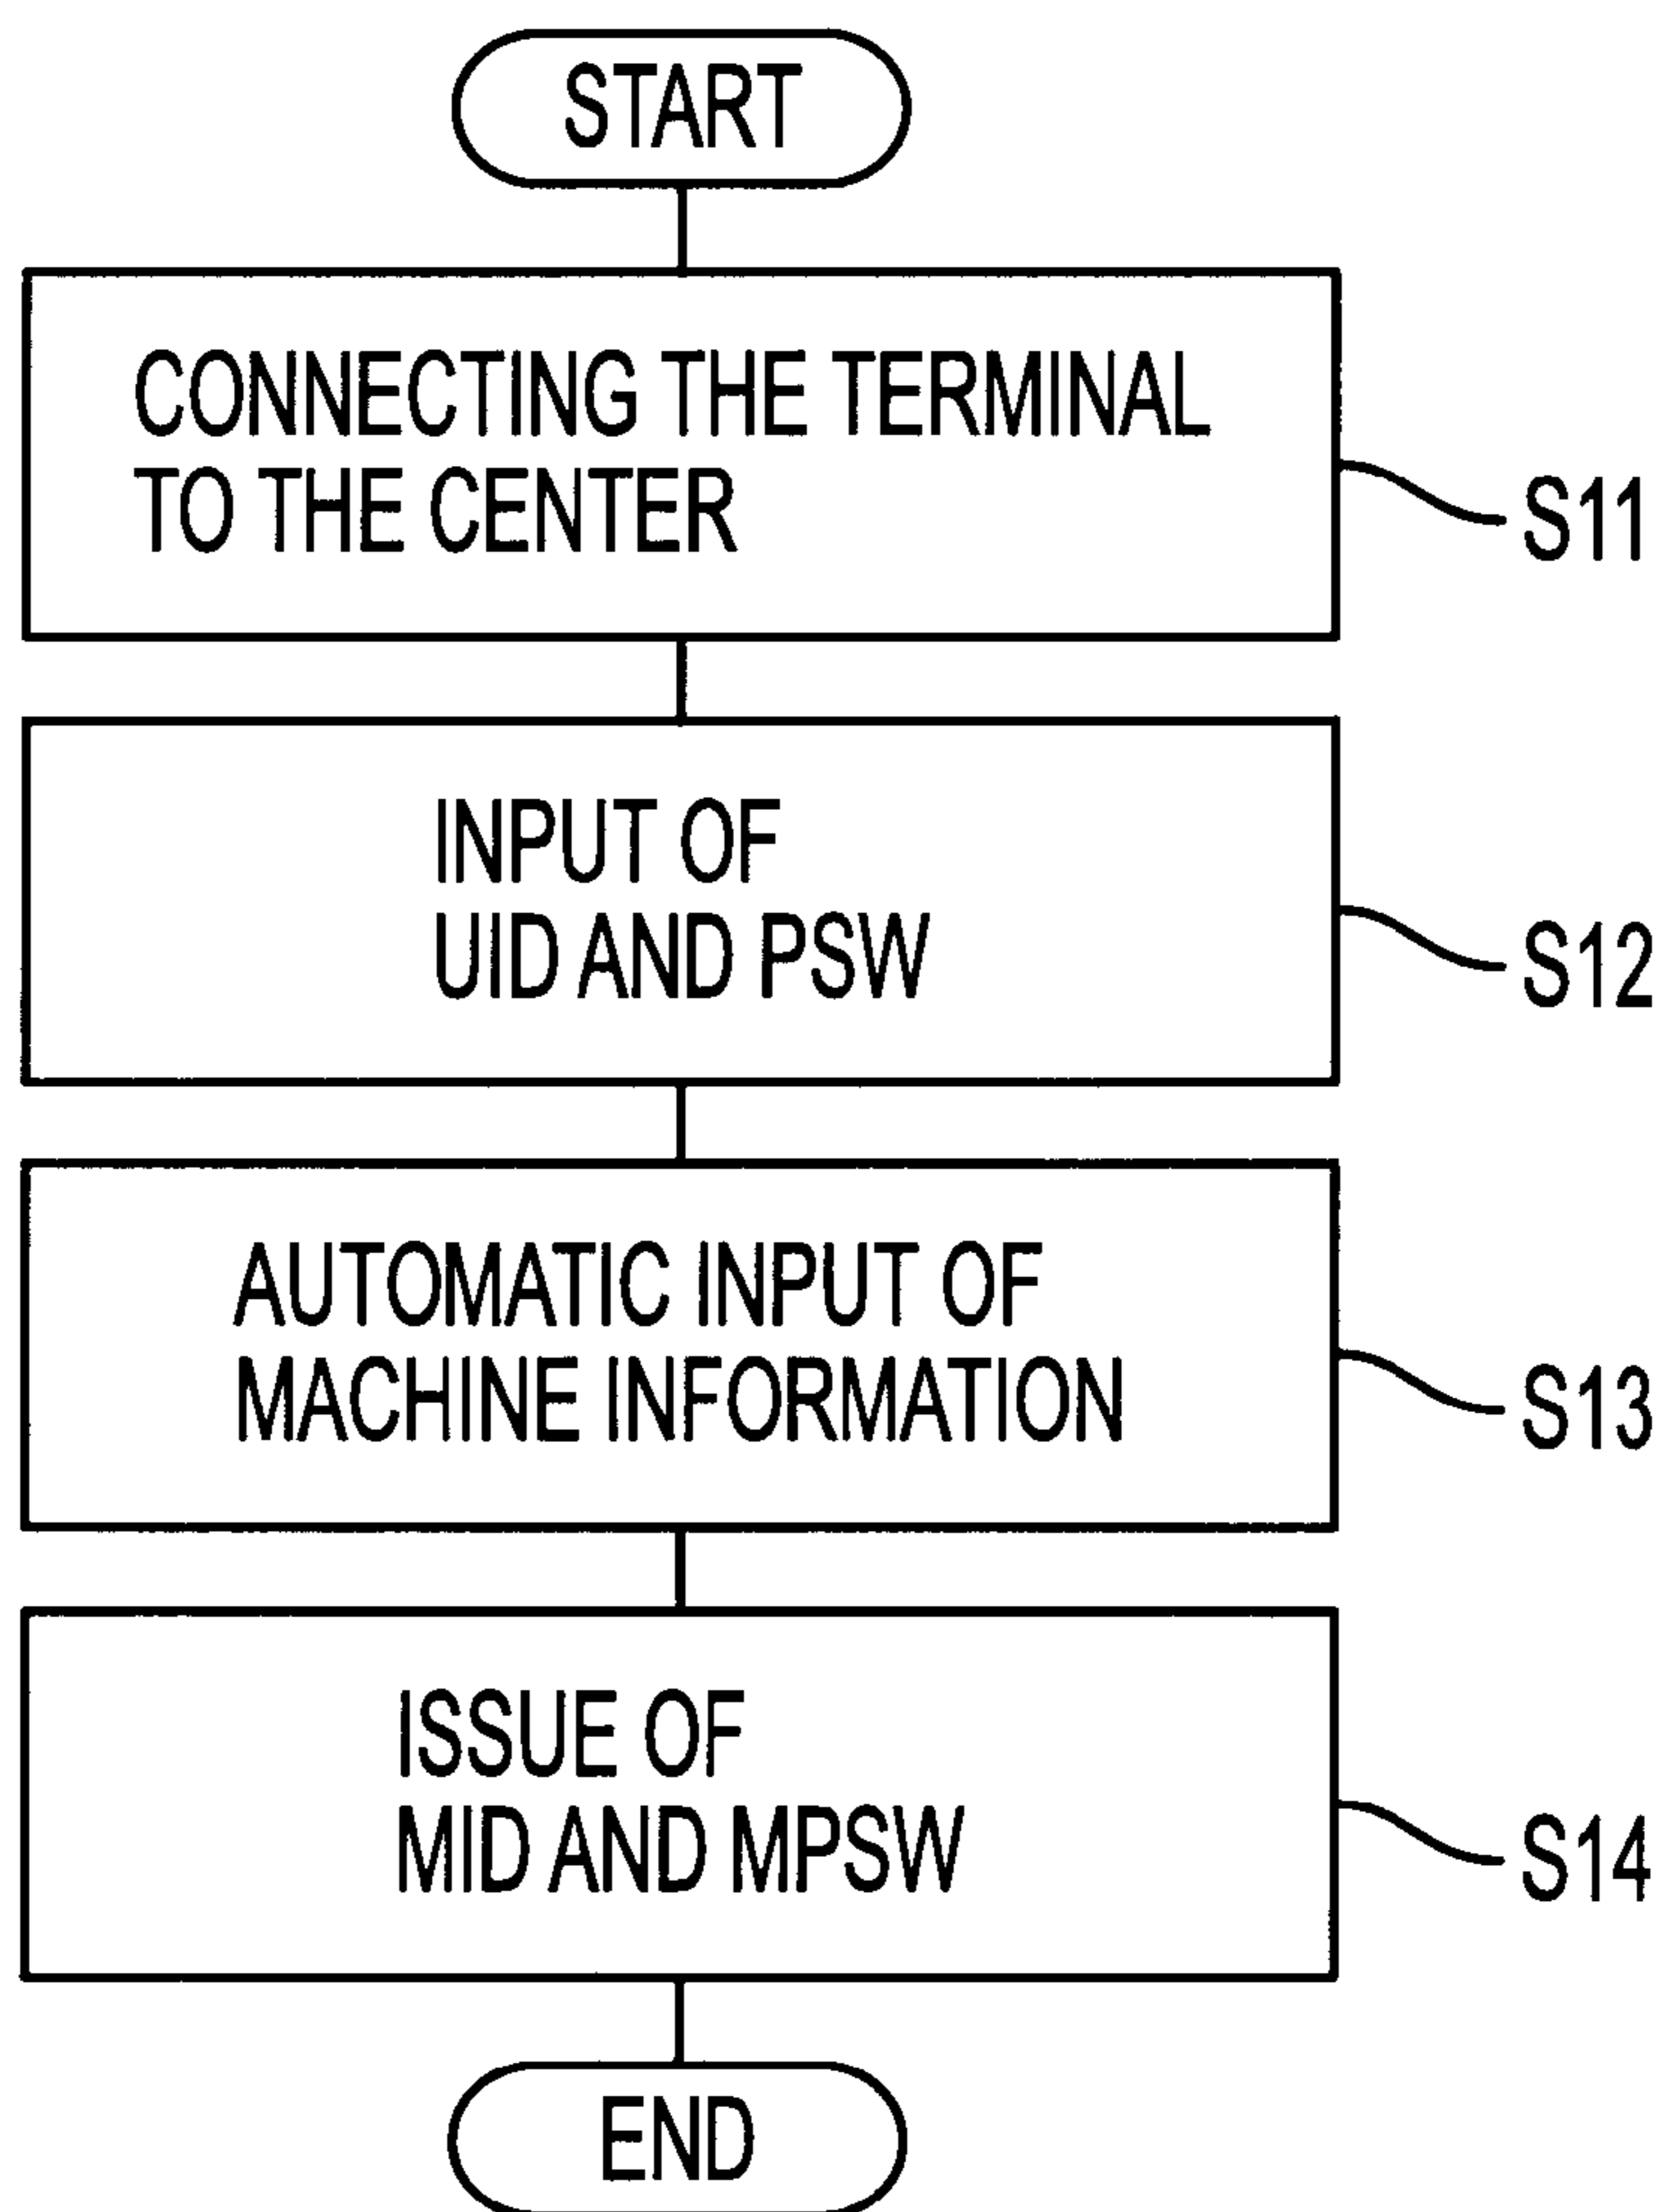 START
CONNECTING THE TERMINAL
TO THE CENTER
S11
INPUT OF
UID AND PSW
S12
AUTOMATIC INPUT OF
MACHINE INFORMATION
S13
ISSUE OF
MID AND MPSW
S14
END